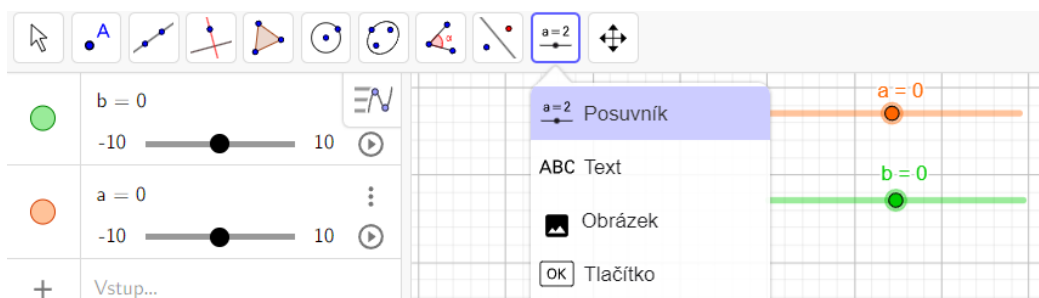 A
α
a=2
b = 0
-10 10
a = 0
-10 10
+ Vstup...
a=2 Posuvník
ABC Text
Obrázek
OK Tlačítko
a = 0
b = 0